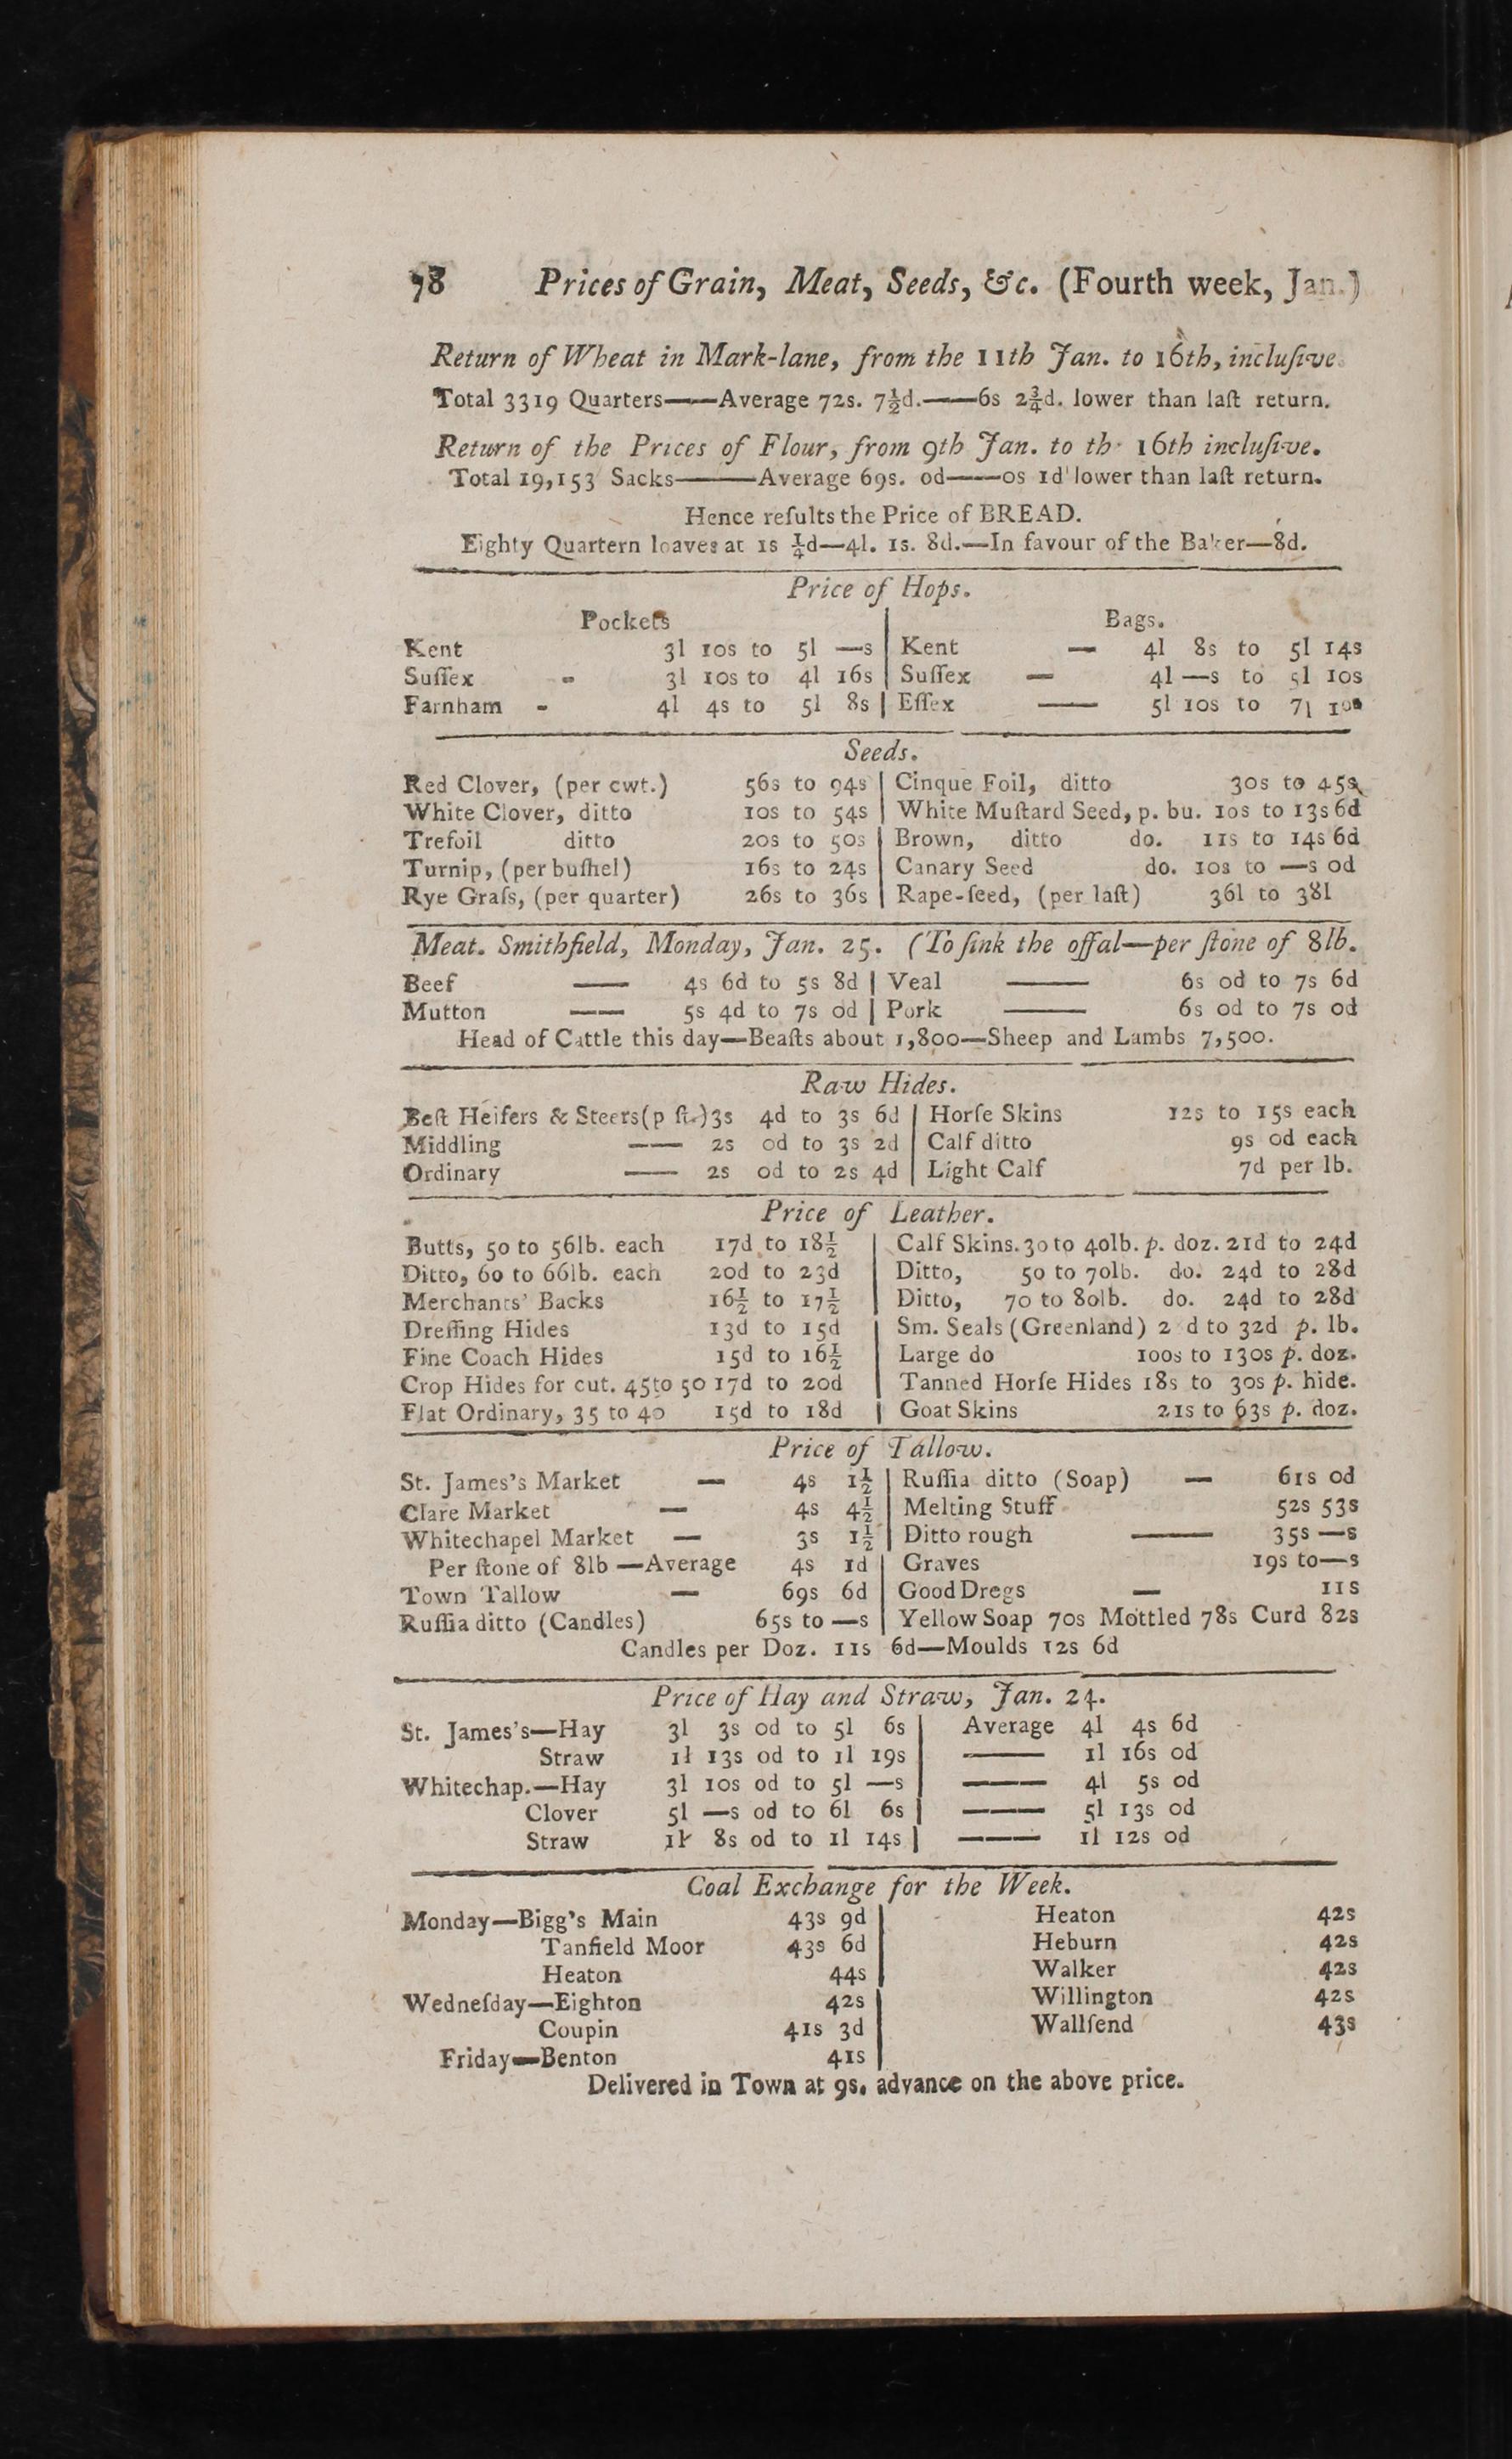 78 Prices of Grain, Meat, Seeds, &c. (Fourth week, Jan.)
Return of Wheat in Mark-lane, from the 11th Jan. to 16th, incluſive.
Total 3319 Quarters——Average 72s. 7½d.——6s 2¾d. lower than laſt return.
Return of the Prices of Flour, from 9th Jan. to th 16th incluſive.
Total 19,153 Sacks———Average 69s. 0d——0s 1d lower than laſt return.
Hence reſults the Price of BREAD.
Eighty Quartern loaves at 1s ¼d—4l. 1s. 8d.—In favour of the Baker—8d.
Price of Hops.
Pockets | Bags.
Kent 3l 10s to 5l —s | Kent — 4l 8s to 5l 14s
Suſſex - 3l 10s to 4l 16s | Suſſex — 4l —s to 5l 10s
Farnham - 4l 4s to 5l 8s | Eſſex —— 5l 10s to 7l 10s
Seeds.
Red Clover, (per cwt.) 56s to 94s | Cinque Foil, ditto 30s to 45s
White Clover, ditto 10s to 54s | White Muſtard Seed, p. bu. 10s to 13s 6d
Trefoil ditto 20s to 50s | Brown, ditto do. 11s to 14s 6d
Turnip, (per buſhel) 16s to 24s | Canary Seed do. 10s to —s 0d
Rye Graſs, (per quarter) 26s to 36s | Rape-ſeed, (per laſt) 36l to 38l
Meat. Smithfield, Monday, Jan. 25. (To ſink the offal—per ſtone of 8lb.
Beef —— 4s 6d to 5s 8d | Veal —— 6s 0d to 7s 6d
Mutton —— 5s 4d to 7s 0d | Pork —— 6s 0d to 7s 0d
Head of Cattle this day—Beaſts about 1,800—Sheep and Lambs 7,500.
Raw Hides.
Beſt Heifers & Steers(p ſt.)3s 4d to 3s 6d | Horſe Skins 12s to 15s each
Middling —— 2s 0d to 3s 2d | Calf ditto 9s 0d each
Ordinary —— 2s 0d to 2s 4d | Light Calf 7d per lb.
Price of Leather.
Butts, 50 to 56lb. each 17d to 18½ | Calf Skins. 30 to 40lb. p. doz. 21d to 24d
Ditto, 60 to 66lb. each 20d to 23d | Ditto, 50 to 70lb. do. 24d to 28d
Merchants' Backs 16½ to 17½ | Ditto, 70 to 80lb. do. 24d to 28d
Dreſſing Hides 13d to 15d | Sm. Seals (Greenland) 2 d to 32d p. lb.
Fine Coach Hides 15d to 16½ | Large do 100s to 130s p. doz.
Crop Hides for cut. 45 to 50 17d to 20d | Tanned Horſe Hides 18s to 30s p. hide.
Flat Ordinary, 35 to 40 15d to 18d | Goat Skins 21s to 63s p. doz.
Price of Tallow.
St. James's Market — 4s 1½ | Ruſſia ditto (Soap) — 61s 0d
Clare Market — 4s 4½ | Melting Stuff 52s 53s
Whitechapel Market — 3s 1½ | Ditto rough —— 35s —s
Per ſtone of 8lb —Average 4s 1d | Graves 19s to—s
Town Tallow — 69s 6d | Good Dregs — 11s
Ruſſia ditto (Candles) 65s to —s | Yellow Soap 70s Mottled 78s Curd 82s
Candles per Doz. 11s 6d—Moulds 12s 6d
Price of Hay and Straw, Jan. 24.
St. James's—Hay 3l 3s 0d to 5l 6s | Average 4l 4s 6d
Straw 1l 13s 0d to 1l 19s | —— 1l 16s 0d
Whitechap.—Hay 3l 10s 0d to 5l —s | —— 4l 5s 0d
Clover 5l —s 0d to 6l 6s | —— 5l 13s 0d
Straw 1l 8s 0d to 1l 14s | —— 1l 12s 0d
Coal Exchange for the Week.
Monday—Bigg's Main 43s 9d | Heaton 42s
Tanfield Moor 43s 6d | Heburn 42s
Heaton 44s | Walker 42s
Wedneſday—Eighton 42s | Willington 42s
Coupin 41s 3d | Wallſend 43s
Friday—Benton 41s |
Delivered in Town at 9s. advance on the above price.